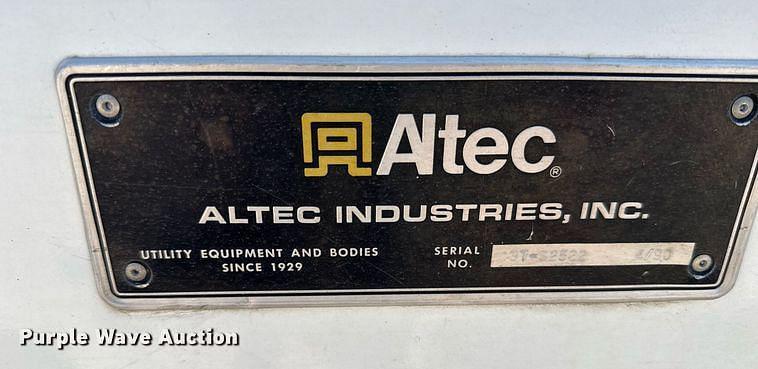 Altec®
ALTEC INDUSTRIES, INC.
UTILITY EQUIPMENT AND BODIES
SINCE 1929
SERIAL
NO.
Purple Wave Auction